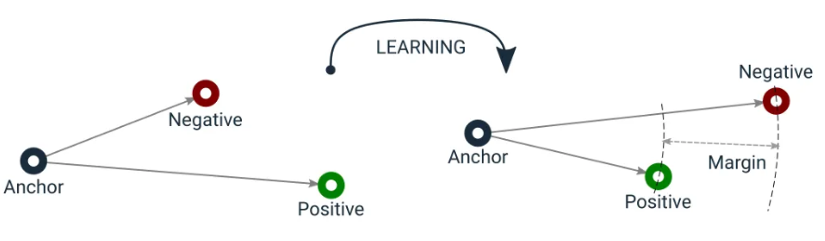 LEARNING
Negative
Anchor
Positive
Negative
Anchor
Margin
Positive